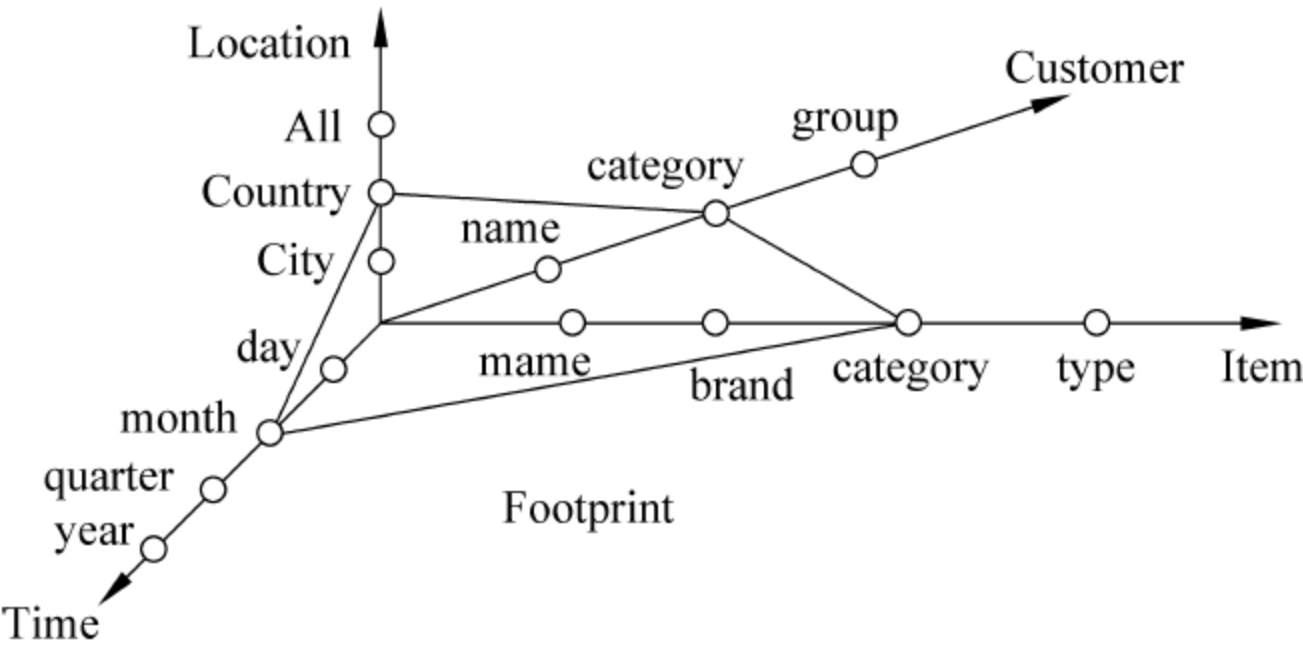 Location
Customer
All
group
Country
category
name
City
day
mame
brand
category
type
Item
month
quarter
year
Footprint
Time